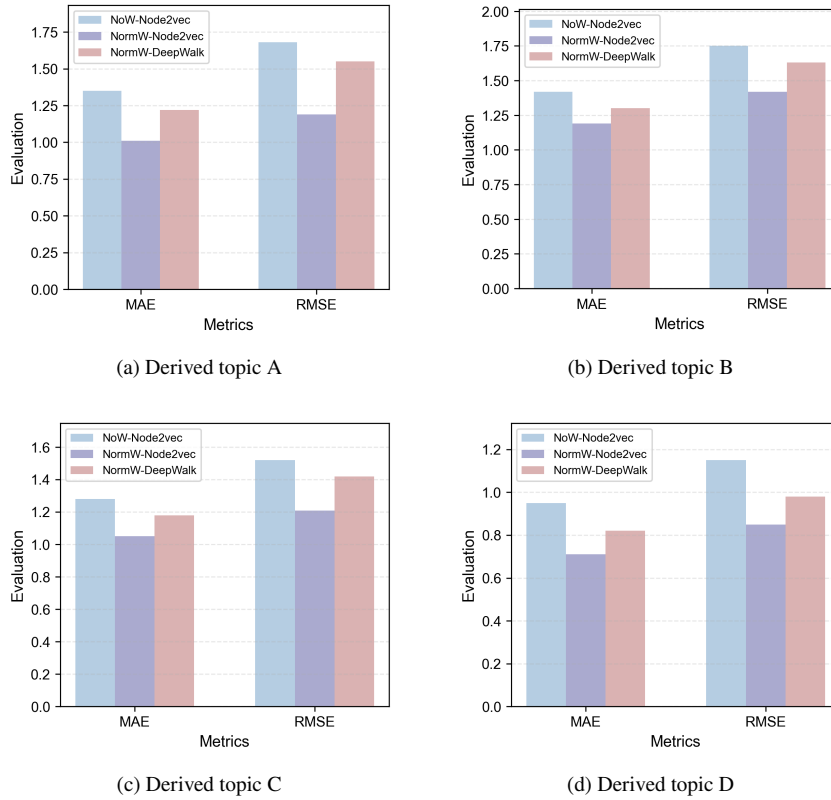 NoW-Node2vec
NormW-Node2vec
NormW-DeepWalk
1.75
1.50
1.25
1.00
0.75
0.50
0.25
0.00
Evaluation
MAE
RMSE
Metrics
(a) Derived topic A
NoW-Node2vec
NormW-Node2vec
NormW-DeepWalk
2.00
1.75
1.50
1.25
1.00
0.75
0.50
0.25
0.00
Evaluation
MAE
RMSE
Metrics
(b) Derived topic B
NoW-Node2vec
NormW-Node2vec
NormW-DeepWalk
1.6
1.4
1.2
1.0
0.8
0.6
0.4
0.2
0.0
Evaluation
MAE
RMSE
Metrics
(c) Derived topic C
NoW-Node2vec
NormW-Node2vec
NormW-DeepWalk
1.2
1.0
0.8
0.6
0.4
0.2
0.0
Evaluation
MAE
RMSE
Metrics
(d) Derived topic D